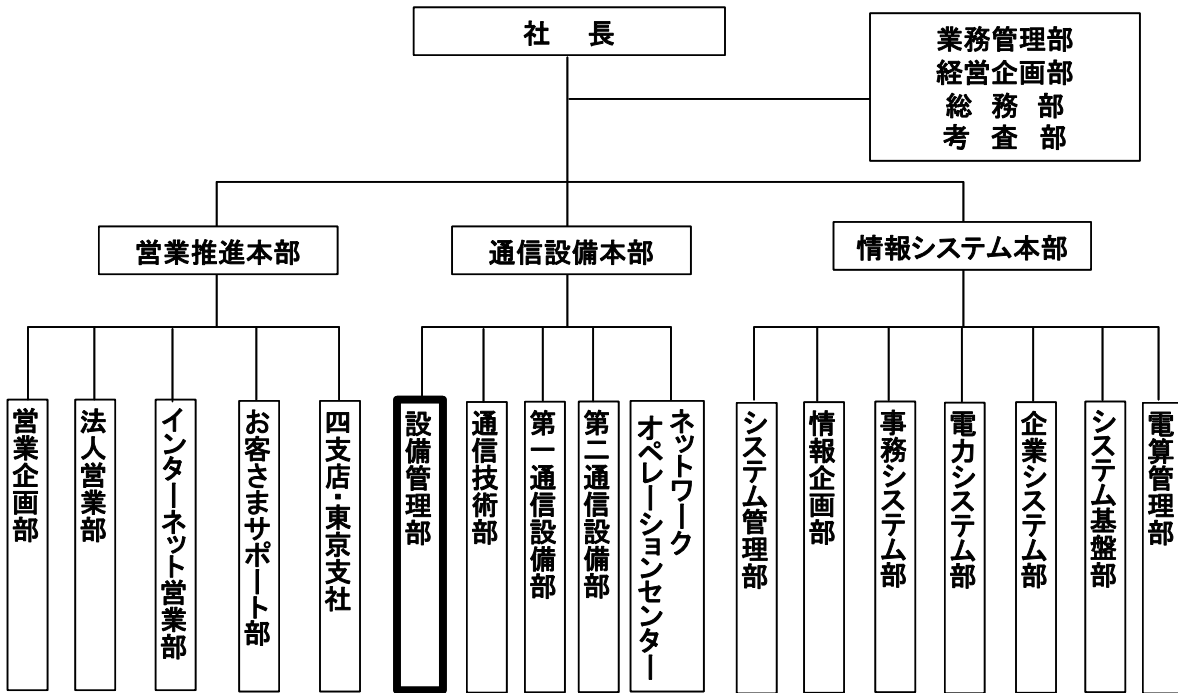 社　長
業務管理部
経営企画部
総　務　部
考　査　部
営業推進本部
通信設備本部
情報システム本部
営業企画部
法人営業部
インターネット営業部
お客さまサポート部
四支店・東京支社
設備管理部
通信技術部
第一通信設備部
第二通信設備部
ネットワーク
オペレーションセンター
システム管理部
情報企画部
事務システム部
電力システム部
企業システム部
システム基盤部
電算管理部